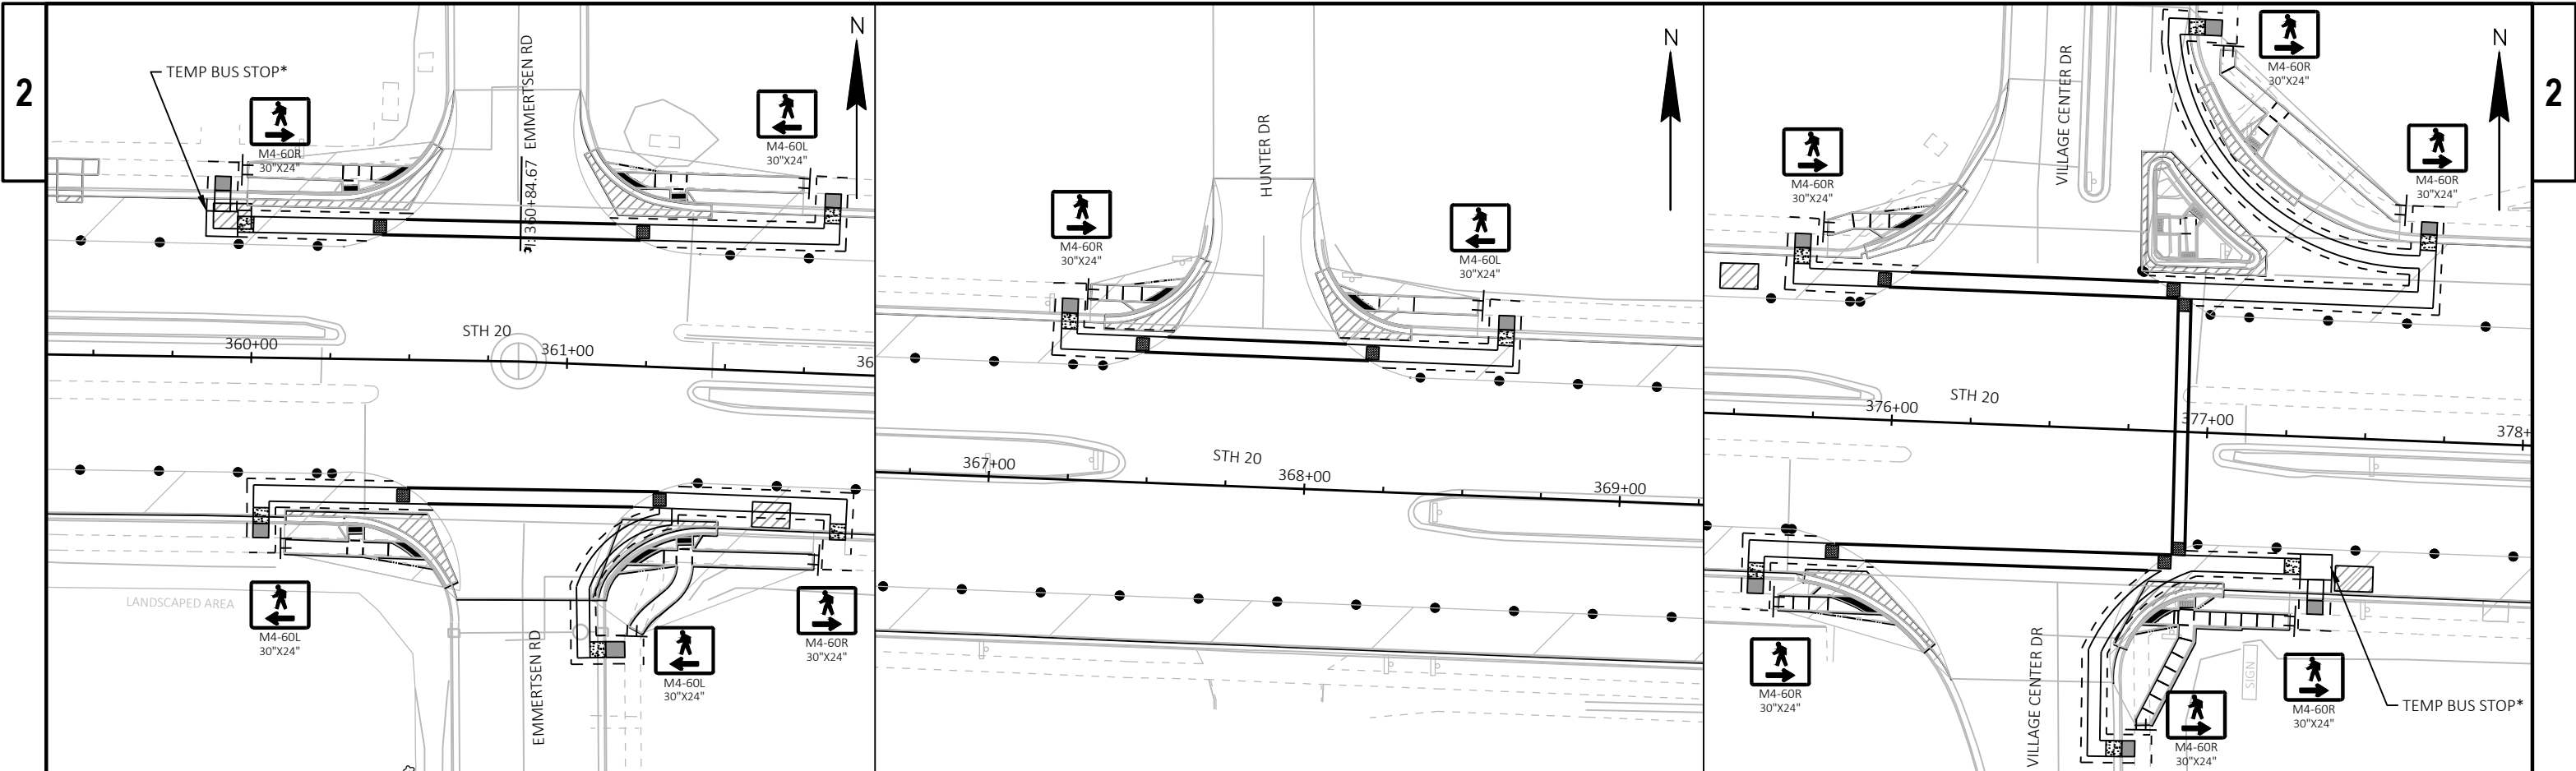 2
TEMP BUS STOP*
M4-60R
30"X24"
EMMERTSEN RD
360+84.67
M4-60L
30"X24"
N
STH 20
360+00
361+00
36
LANDSCAPED AREA
M4-60L
30"X24"
EMMERTSEN RD
M4-60L
30"X24"
M4-60R
30"X24"
N
HUNTER DR
M4-60R
30"X24"
M4-60L
30"X24"
367+00
STH 20
368+00
369+00
VILLAGE CENTER DR
M4-60R
30"X24"
N
M4-60R
30"X24"
M4-60R
30"X24"
376+00
STH 20
377+00
378+
M4-60R
30"X24"
VILLAGE CENTER DR
M4-60R
30"X24"
SIGN
M4-60R
30"X24"
TEMP BUS STOP*
2